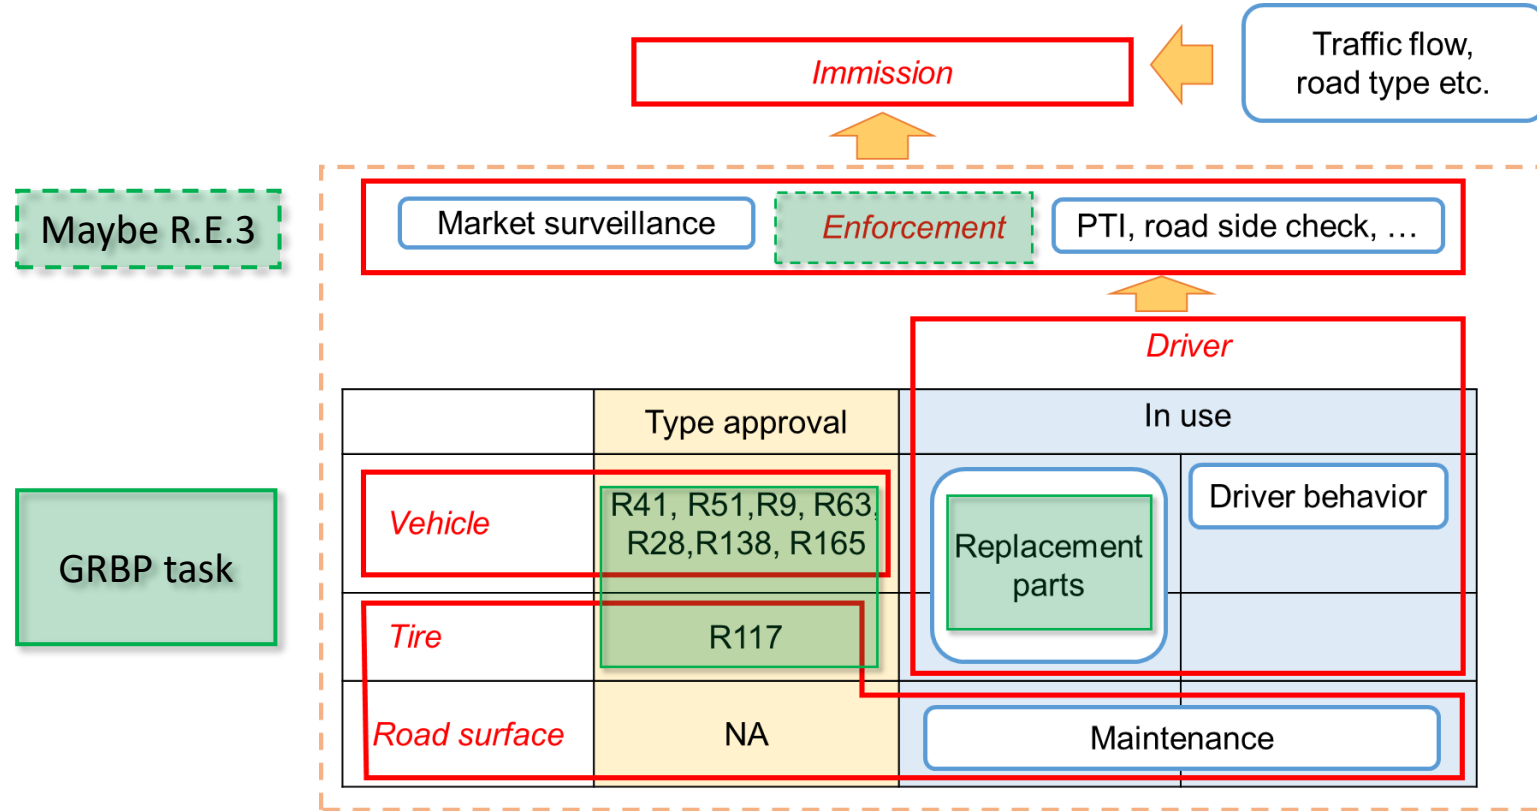 Immission
Traffic flow,
road type etc.
Maybe R.E.3
Market surveillance
Enforcement
PTI, road side check, …
Driver
Type approval
In use
GRBP task
Vehicle
R41, R51,R9, R63,
R28,R138, R165
Replacement
parts
Driver behavior
Tire
R117
Road surface
NA
Maintenance